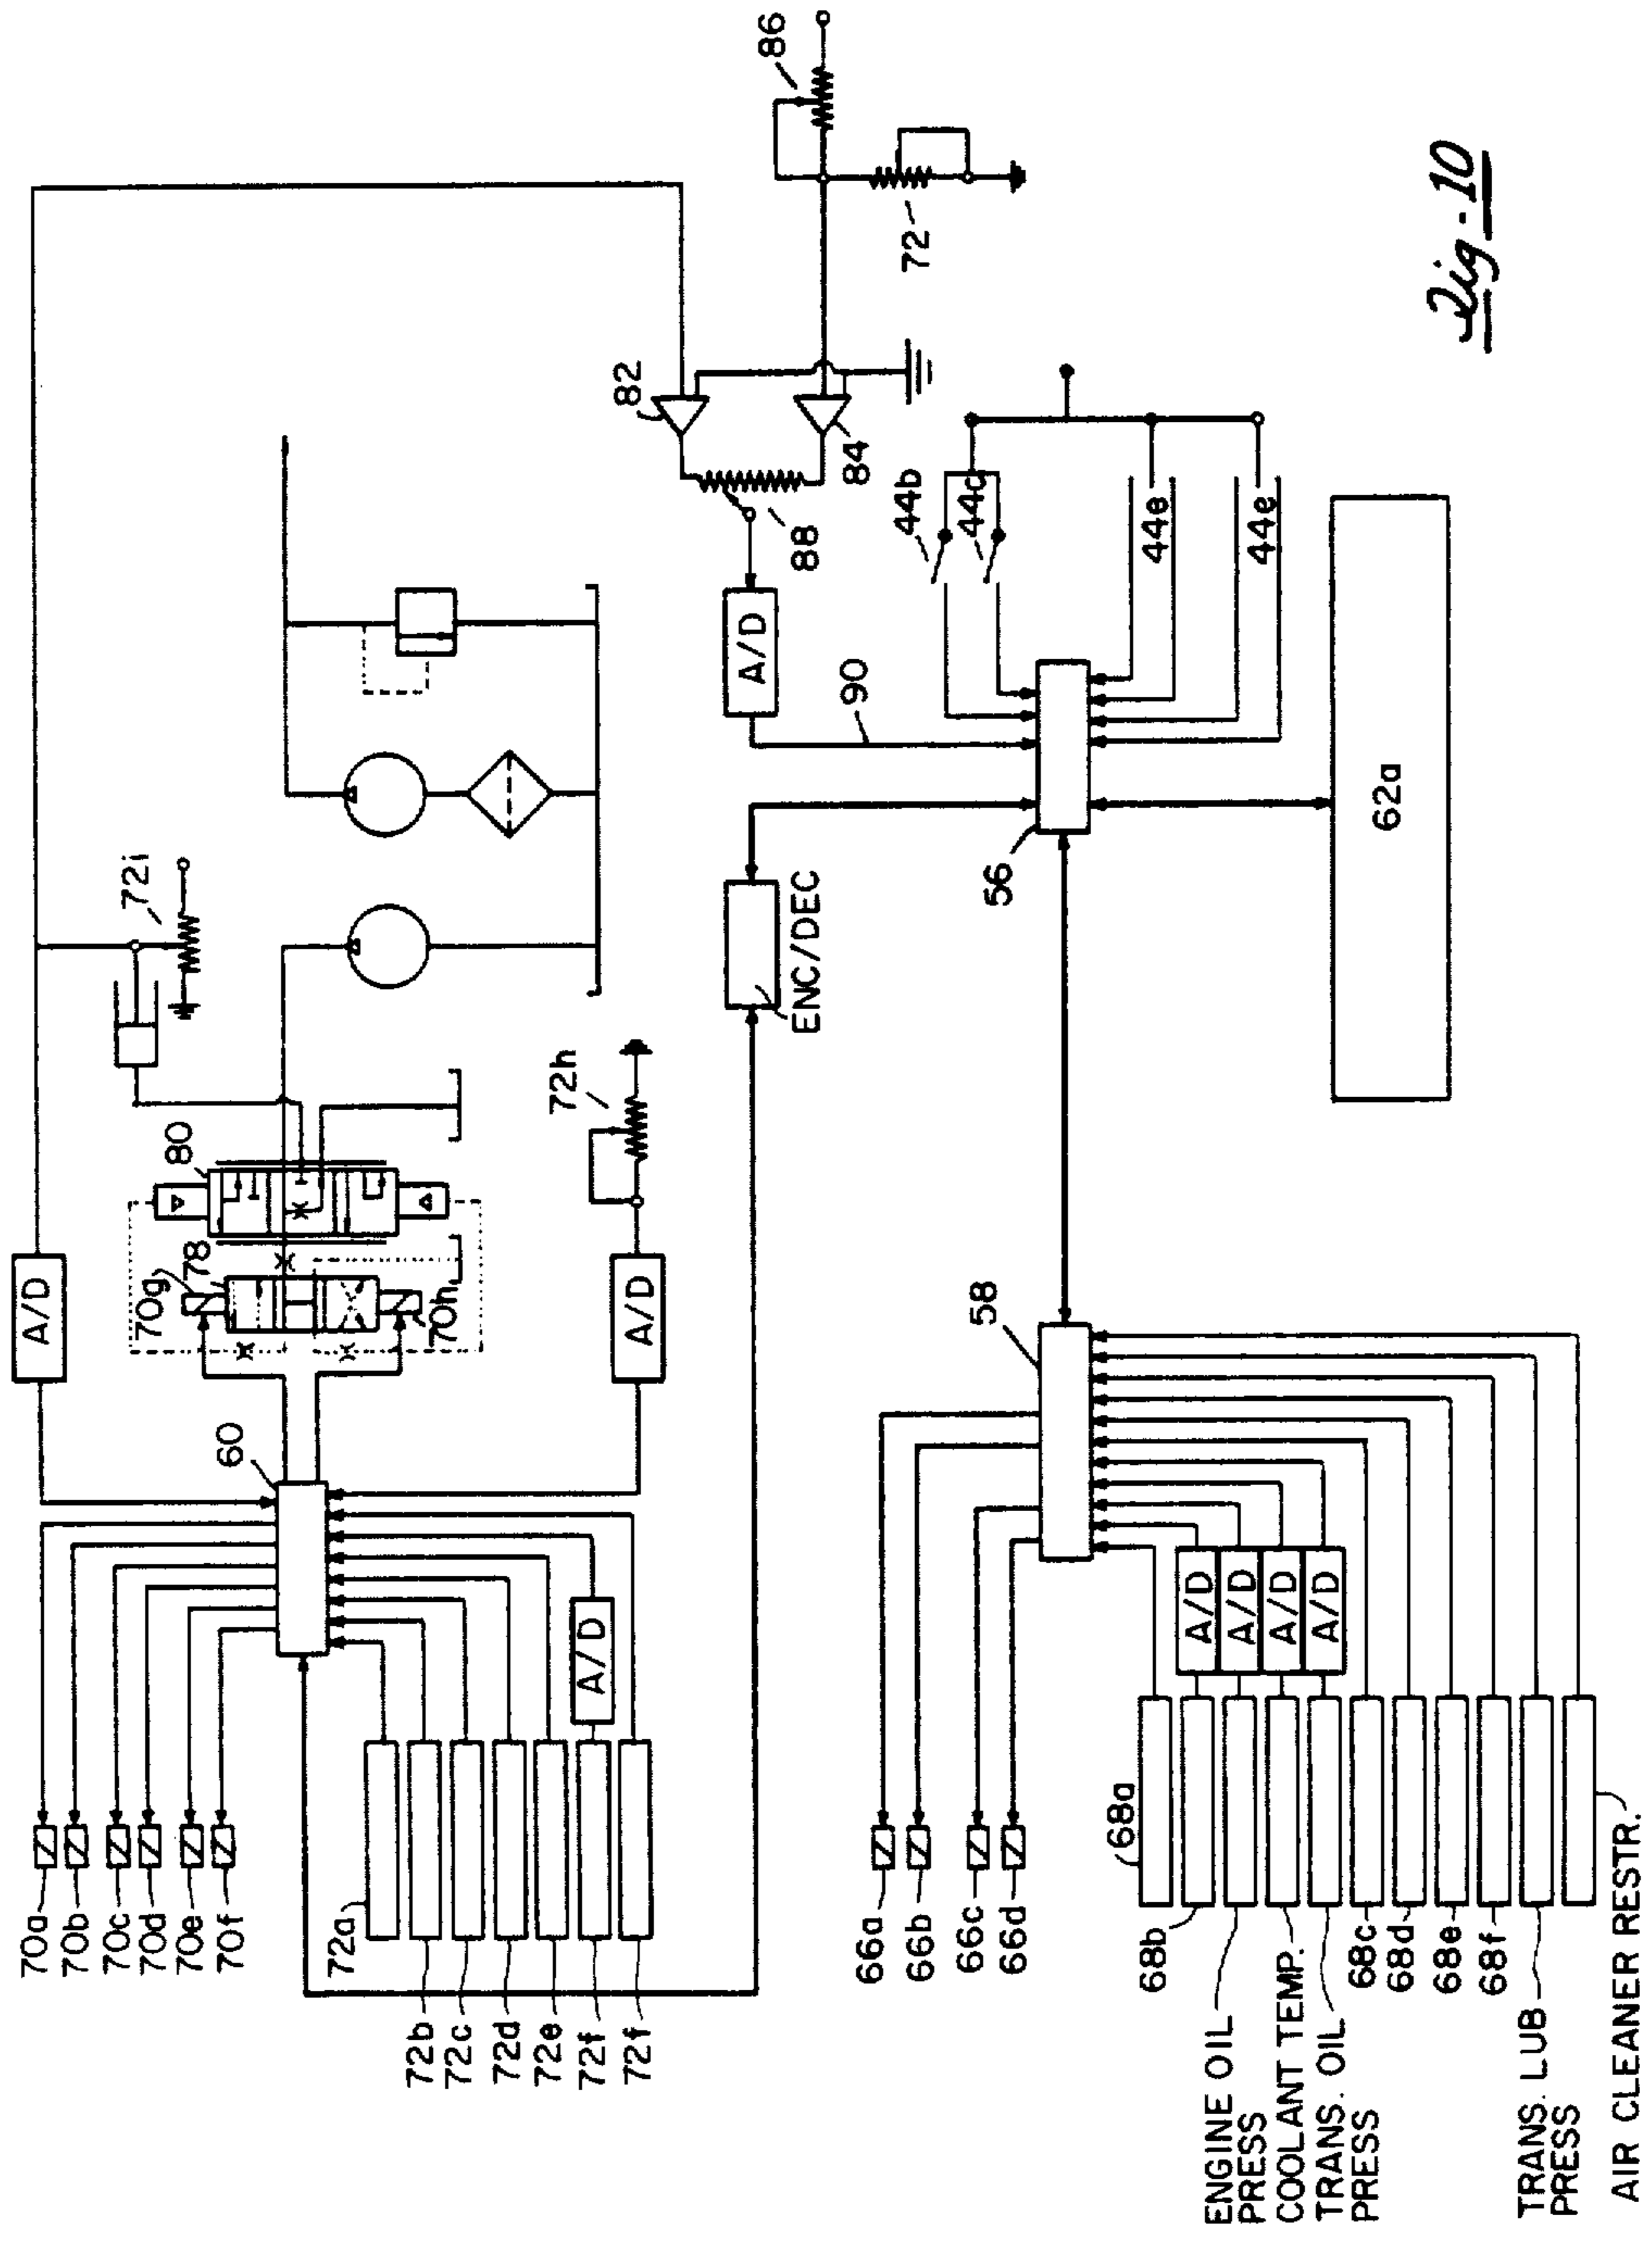 70a
70b
70c
70d
70e
70f
72a
72b
72c
72d
72e
72f
72f
A/D
60
A/D
A/D
70g
78
70h
80
72h
72i
ENC/DEC
A/D
90
88
82
84
86
72
44b
44c
44e
44e
56
62a
58
66a
66b
66c
66d
68a
68b
A/D
A/D
A/D
A/D
ENGINE OIL
PRESS
COOLANT TEMP.
TRANS. OIL
PRESS
68c
68d
68e
68f
TRANS. LUB
PRESS
AIR CLEANER RESTR.
Fig-10